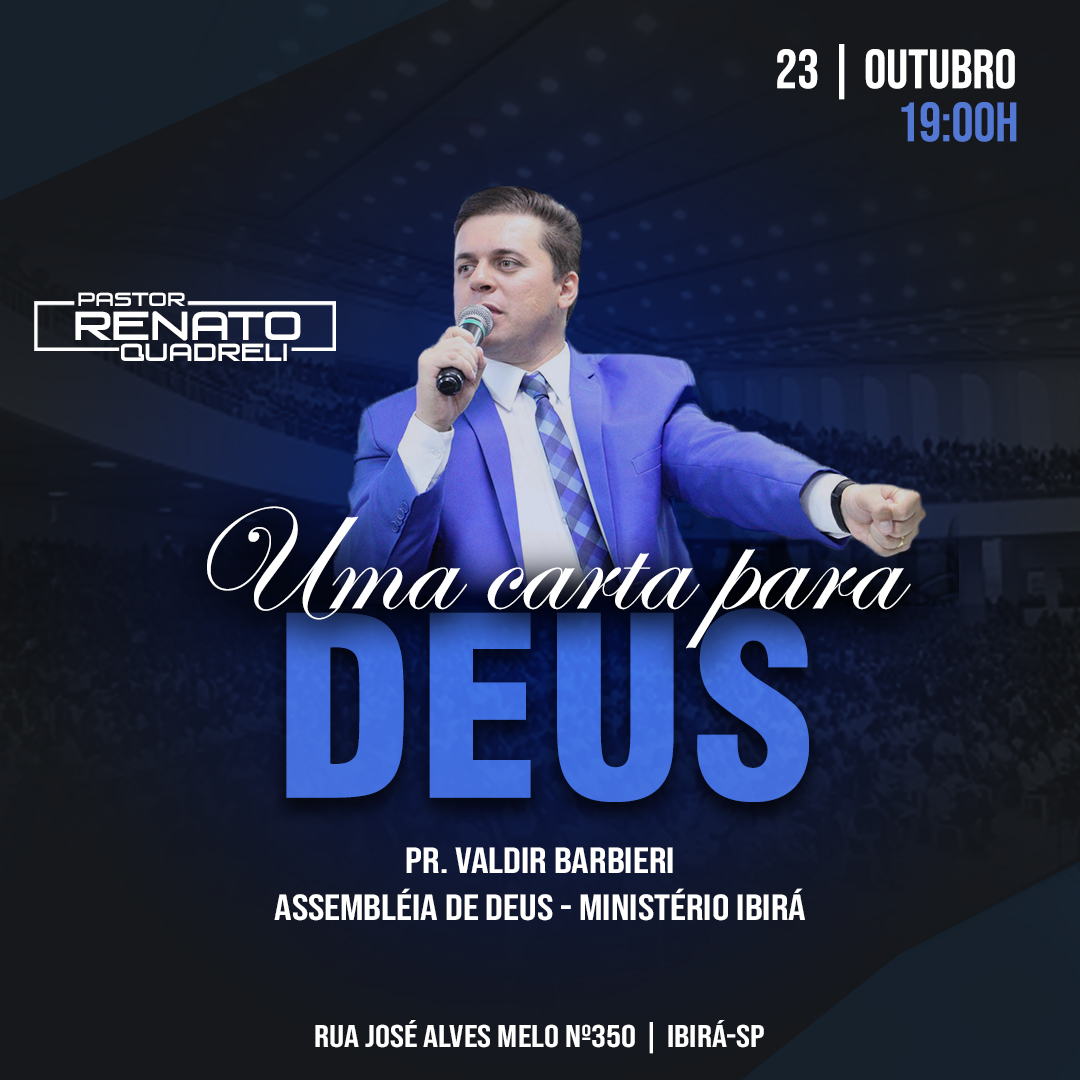 23 | OUTUBRO
19:00H
PASTOR
RENATO
QUADRELI
Uma carta para
DEUS
PR. VALDIR BARBIERI
ASSEMBLÉIA DE DEUS - MINISTÉRIO IBIRÁ
RUA JOSÉ ALVES MELO Nº350 | IBIRÁ-SP